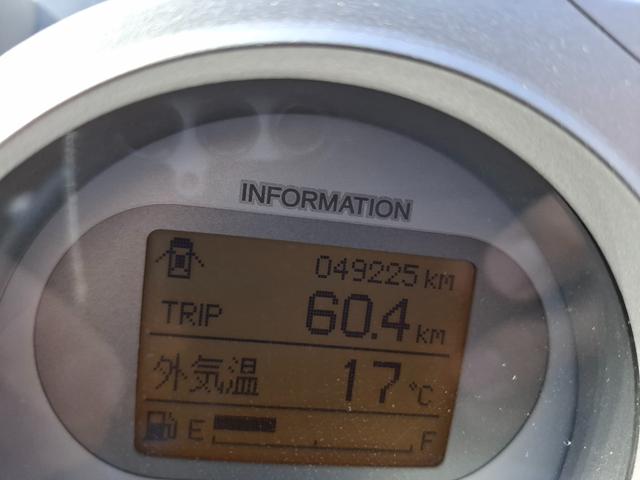 INFORMATION
049225 km
TRIP 60.4 km
外気温 17 °C
E F